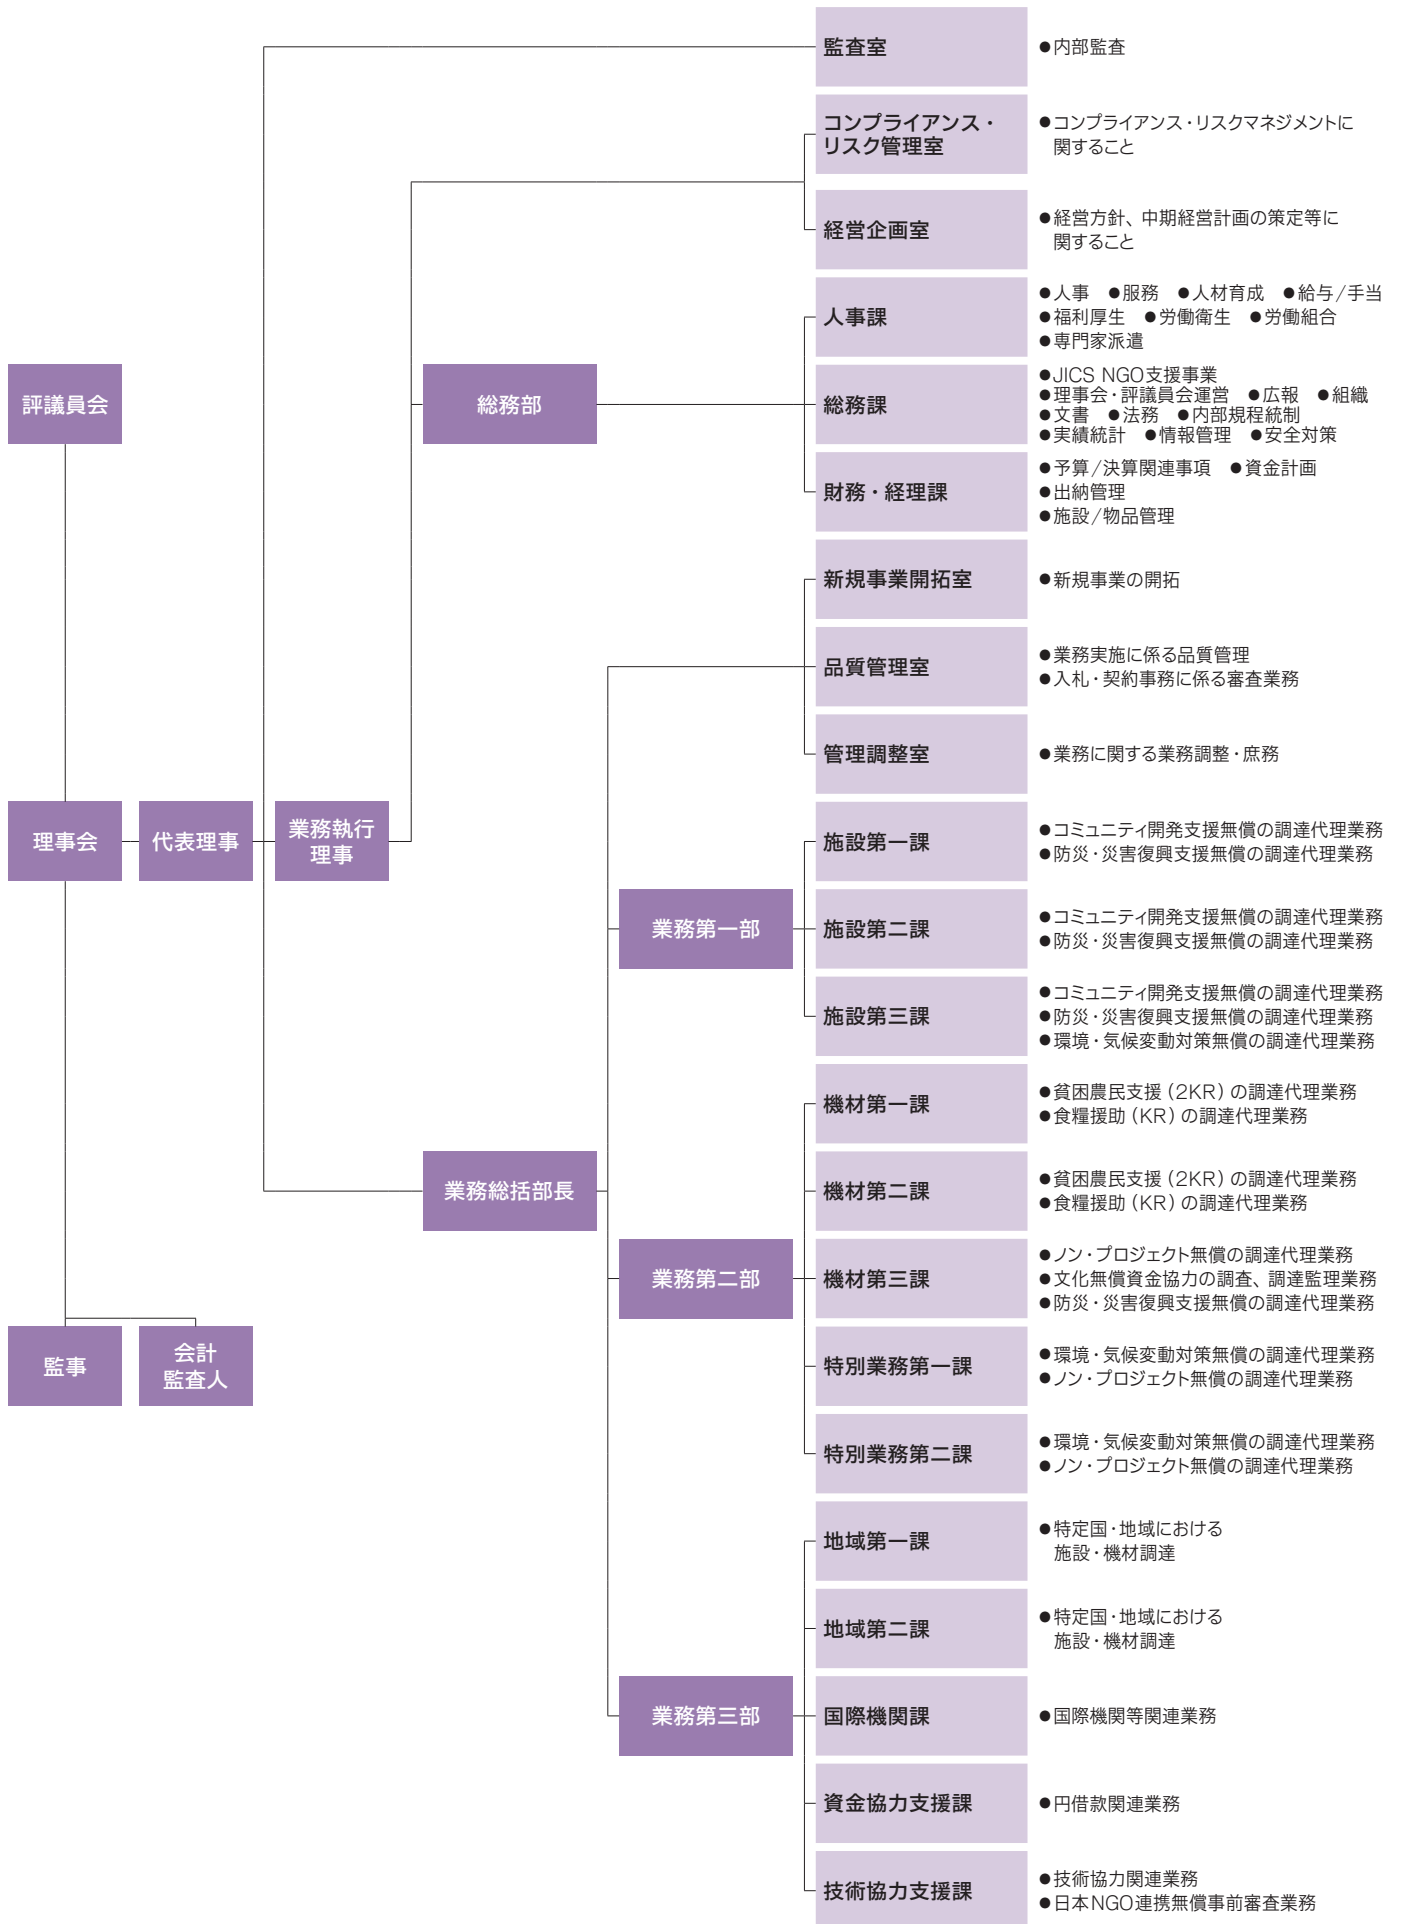 監査室
●内部監査
コンプライアンス・
リスク管理室
●コンプライアンス・リスクマネジメントに
関すること
経営企画室
●経営方針、中期経営計画の策定等に
関すること
人事課
●人事 ●服務 ●人材育成 ●給与/手当
●福利厚生 ●労働衛生 ●労働組合
●専門家派遣
評議員会
総務部
総務課
●JICS NGO支援事業
●理事会・評議員会運営 ●広報 ●組織
●文書 ●法務 ●内部規程統制
●実績統計 ●情報管理 ●安全対策
財務・経理課
●予算/決算関連事項 ●資金計画
●出納管理
●施設/物品管理
新規事業開拓室
●新規事業の開拓
品質管理室
●業務実施に係る品質管理
●入札・契約事務に係る審査業務
管理調整室
●業務に関する業務調整・庶務
理事会
代表理事
業務執行
理事
施設第一課
●コミュニティ開発支援無償の調達代理業務
●防災・災害復興支援無償の調達代理業務
業務第一部
施設第二課
●コミュニティ開発支援無償の調達代理業務
●防災・災害復興支援無償の調達代理業務
施設第三課
●コミュニティ開発支援無償の調達代理業務
●防災・災害復興支援無償の調達代理業務
●環境・気候変動対策無償の調達代理業務
機材第一課
●貧困農民支援(2KR)の調達代理業務
●食糧援助(KR)の調達代理業務
業務総括部長
機材第二課
●貧困農民支援(2KR)の調達代理業務
●食糧援助(KR)の調達代理業務
業務第二部
機材第三課
●ノン・プロジェクト無償の調達代理業務
●文化無償資金協力の調査、調達監理業務
●防災・災害復興支援無償の調達代理業務
監事
会計
監査人
特別業務第一課
●環境・気候変動対策無償の調達代理業務
●ノン・プロジェクト無償の調達代理業務
特別業務第二課
●環境・気候変動対策無償の調達代理業務
●ノン・プロジェクト無償の調達代理業務
地域第一課
●特定国・地域における
施設・機材調達
地域第二課
●特定国・地域における
施設・機材調達
業務第三部
国際機関課
●国際機関等関連業務
資金協力支援課
●円借款関連業務
技術協力支援課
●技術協力関連業務
●日本NGO連携無償事前審査業務